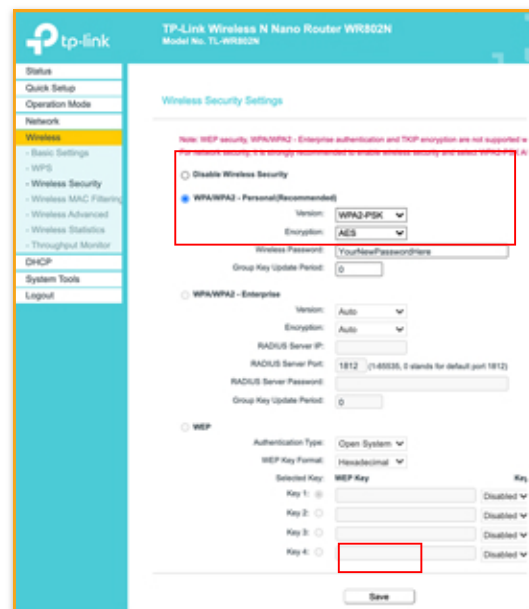 tp-link
TP-Link Wireless N Nano Router WR802N
Model No. TL-WR802N
Status
Quick Setup
Operation Mode
Network
Wireless
- Basic Settings
- WPS
- Wireless Security
- Wireless MAC Filtering
- Wireless Advanced
- Wireless Statistics
- Throughput Monitor
DHCP
System Tools
Logout
Wireless Security Settings
Note: WEP security, WPA/WPA2 - Enterprise authentication and TKIP encryption are not supported w
For network security, it is strongly recommended to enable wireless security and select WPA2-PSK A
Disable Wireless Security
WPA/WPA2 - Personal(Recommended)
Version: WPA2-PSK
Encryption: AES
Wireless Password: YourNewPasswordHere
Group Key Update Period: 0
WPA/WPA2 - Enterprise
Version: Auto
Encryption: Auto
RADIUS Server IP:
RADIUS Server Port: 1812 (1-65535, 0 stands for default port 1812)
RADIUS Server Password:
Group Key Update Period: 0
WEP
Authentication Type: Open System
WEP Key Format: Hexadecimal
Selected Key: WEP Key Key
Key 1: Disabled
Key 2: Disabled
Key 3: Disabled
Key 4: Disabled
Save